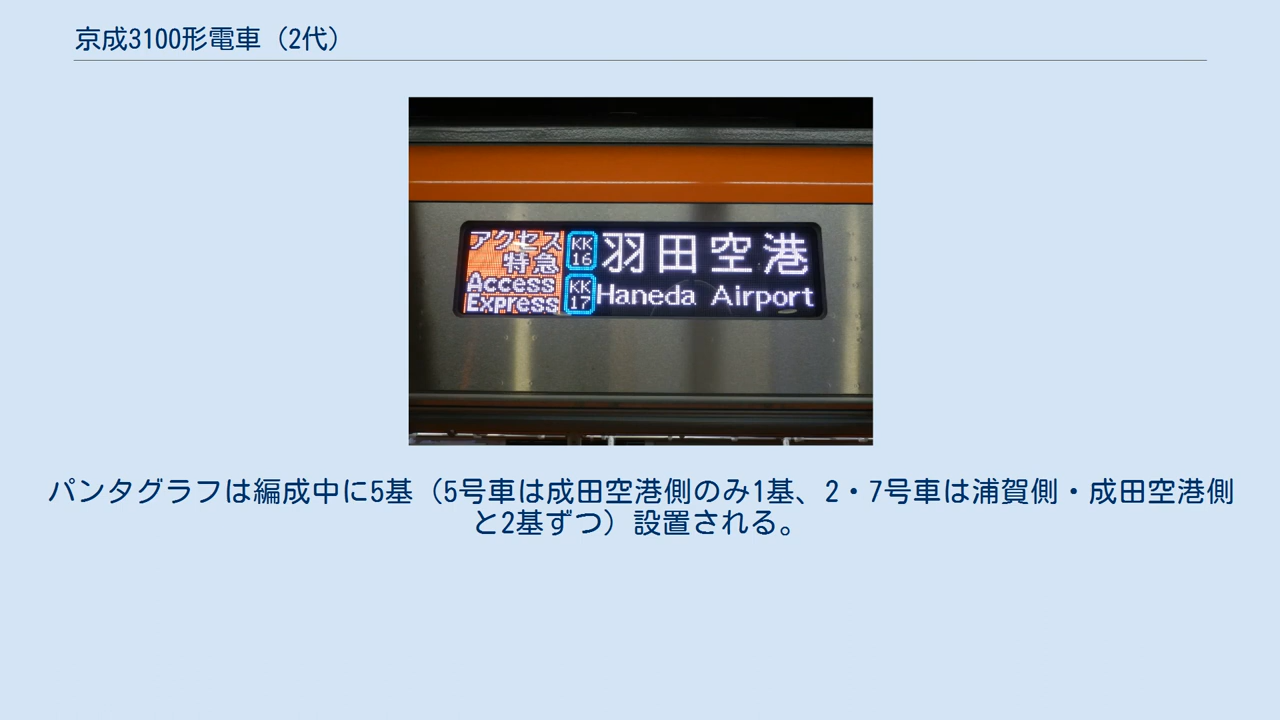 京成3100形電車（2代）
アクセス
特急
Access
Express
KK
16
KK
17
羽田空港
Haneda Airport
パンタグラフは編成中に5基（5号車は成田空港側のみ1基、2・7号車は浦賀側・成田空港側
と2基ずつ）設置される。